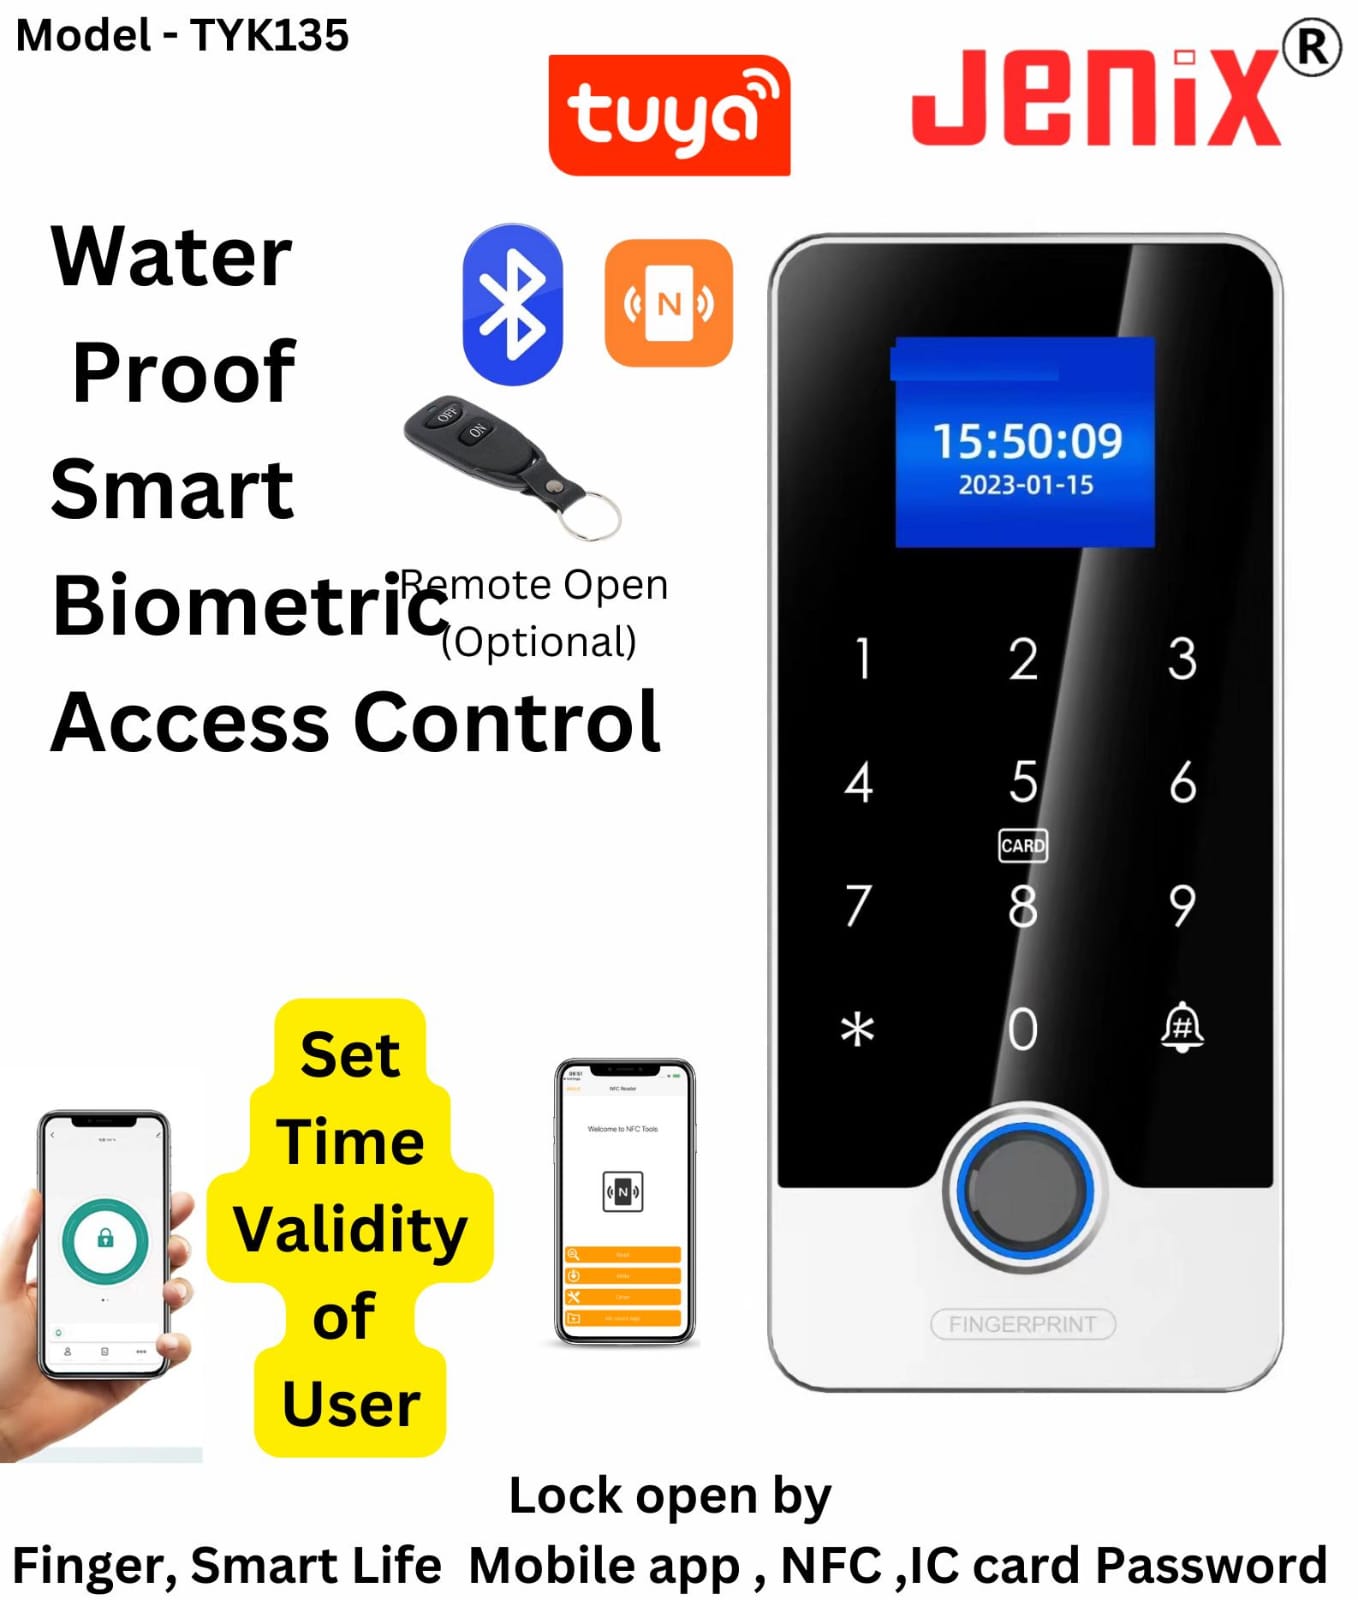 Model - TYK135
tuya
Jenix®
Water
Proof
Smart
Biometric
Access Control
N
OFF
ON
Remote Open
(Optional)
15:50:09
2023-01-15
1 2 3
4 5 6
CARD
7 8 9
* 0 #
FINGERPRINT
Set
Time
Validity
of
User
NFC Reader
Welcome to NFC Tools
N
Lock open by
Finger, Smart Life Mobile app , NFC ,IC card Password